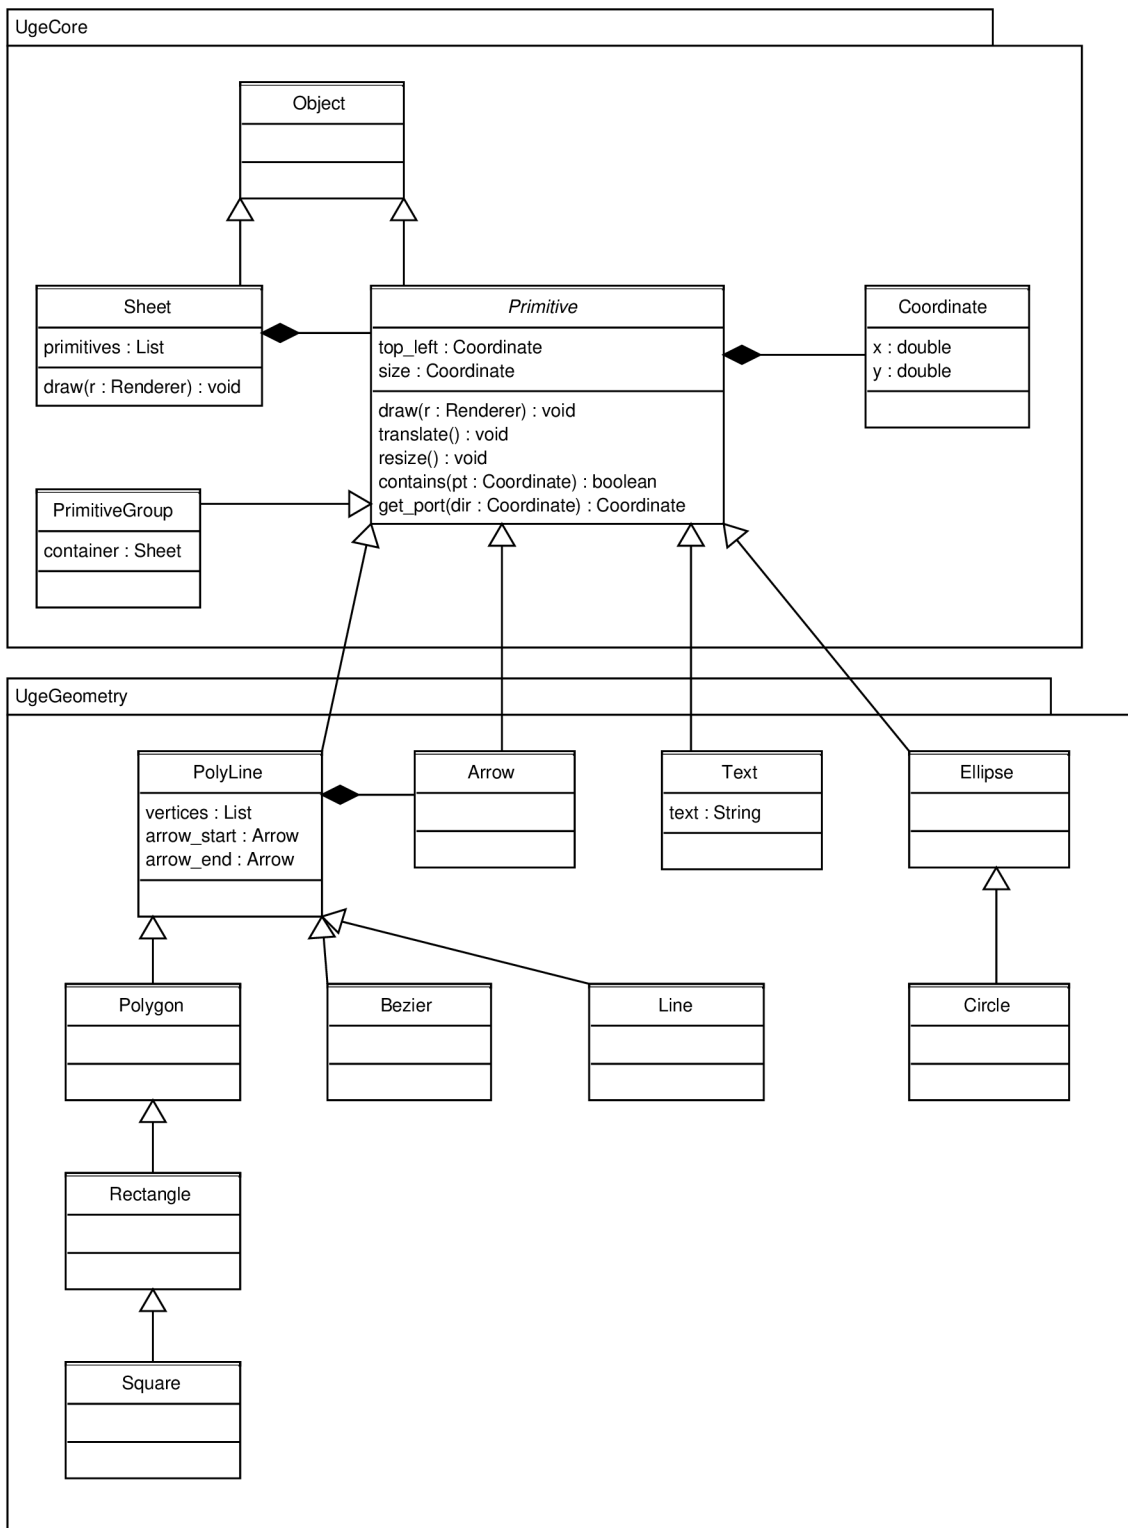 UgeCore
Object
Sheet
primitives : List
draw(r : Renderer) : void
Primitive
top_left : Coordinate
size : Coordinate
draw(r : Renderer) : void
translate() : void
resize() : void
contains(pt : Coordinate) : boolean
get_port(dir : Coordinate) : Coordinate
Coordinate
x : double
y : double
PrimitiveGroup
container : Sheet
UgeGeometry
PolyLine
vertices : List
arrow_start : Arrow
arrow_end : Arrow
Arrow
Text
text : String
Ellipse
Polygon
Bezier
Line
Circle
Rectangle
Square